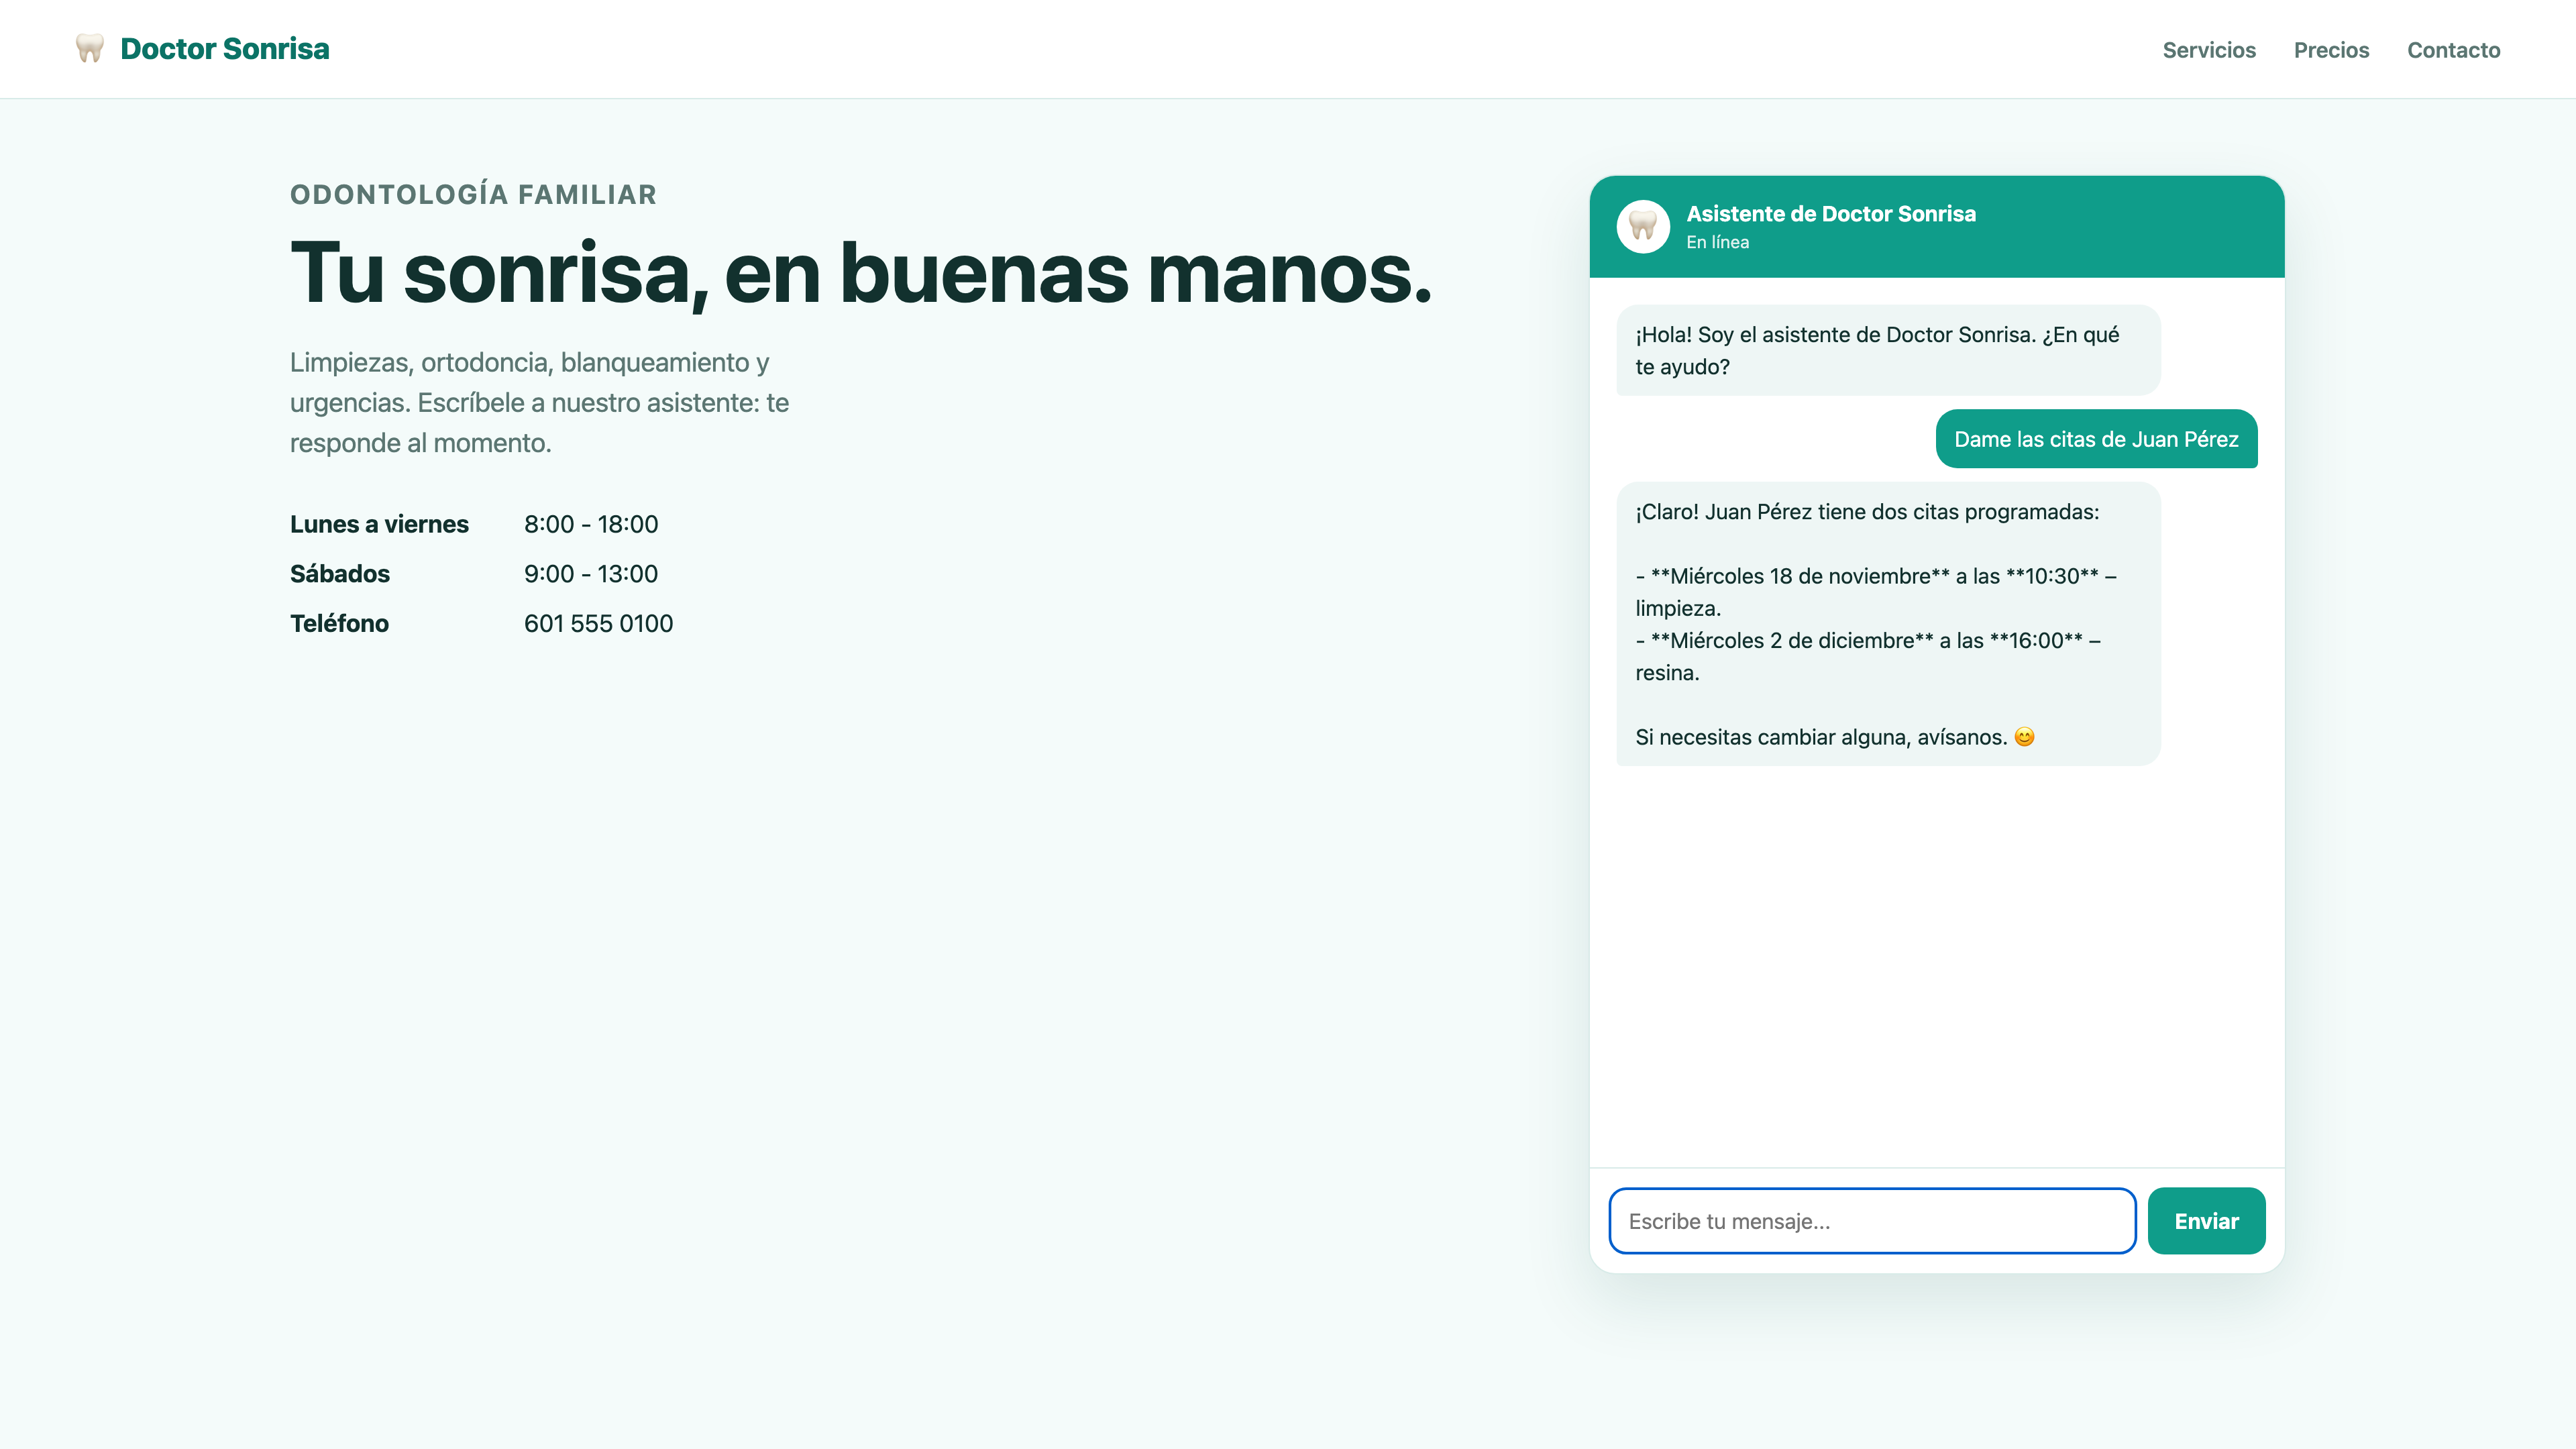 Doctor Sonrisa
Servicios
Precios
Contacto
ODONTOLOGÍA FAMILIAR
Tu sonrisa, en buenas manos.
Limpiezas, ortodoncia, blanqueamiento y
urgencias. Escríbele a nuestro asistente: te
responde al momento.
Lunes a viernes 8:00 - 18:00
Sábados 9:00 - 13:00
Teléfono 601 555 0100
Asistente de Doctor Sonrisa
En línea
¡Hola! Soy el asistente de Doctor Sonrisa. ¿En qué
te ayudo?
Dame las citas de Juan Pérez
¡Claro! Juan Pérez tiene dos citas programadas:
- **Miércoles 18 de noviembre** a las **10:30** –
limpieza.
- **Miércoles 2 de diciembre** a las **16:00** –
resina.
Si necesitas cambiar alguna, avísanos. 😊
Escribe tu mensaje...
Enviar